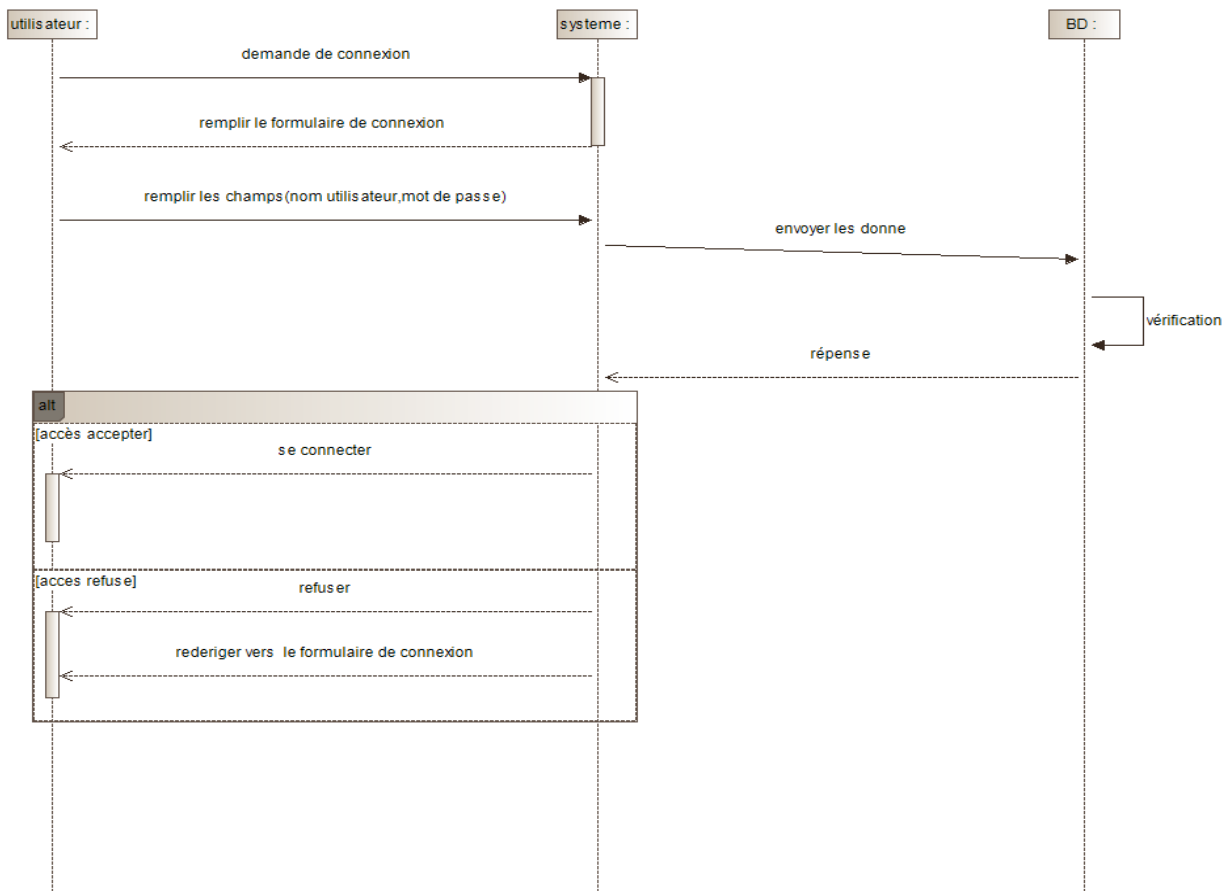 utilisateur :
systeme :
BD :
demande de connexion
remplir le formulaire de connexion
remplir les champs(nom utilisateur,mot de passe)
envoyer les donne
vérification
répense
alt
[accès accepter]
se connecter
[acces refuse]
refuser
rederiger vers le formulaire de connexion